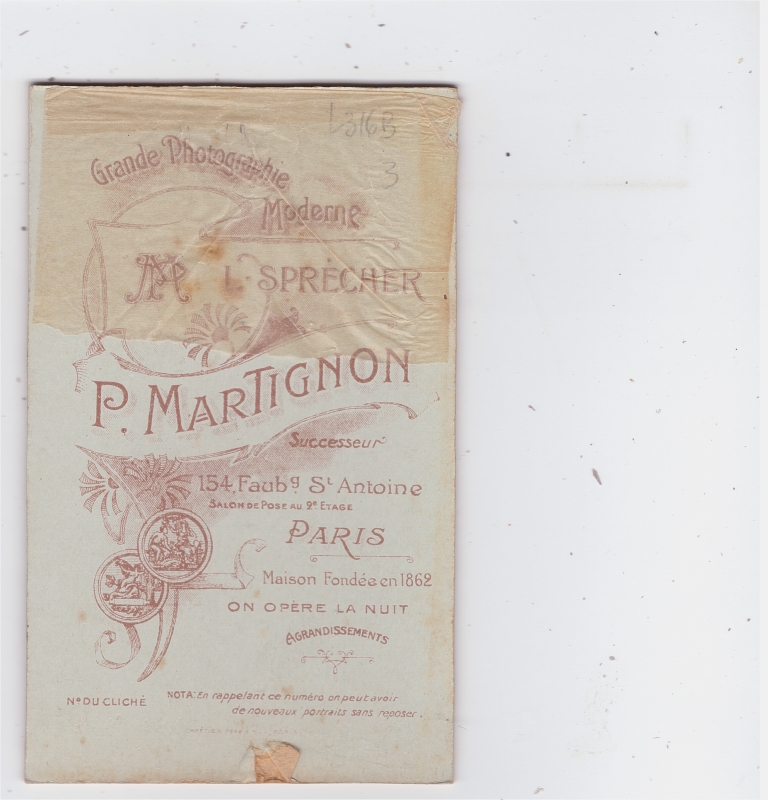 L316B
3
Grande Photographie
Moderne
L. SPRECHER
P. MARTIGNON
Successeur
154, Faubg St Antoine
SALON DE POSE AU 2e ETAGE
PARIS
Maison Fondée en 1862
ON OPÈRE LA NUIT
AGRANDISSEMENTS
No DU CLICHÉ
NOTA: En rappelant ce numéro on peut avoir
de nouveaux portraits sans reposer.